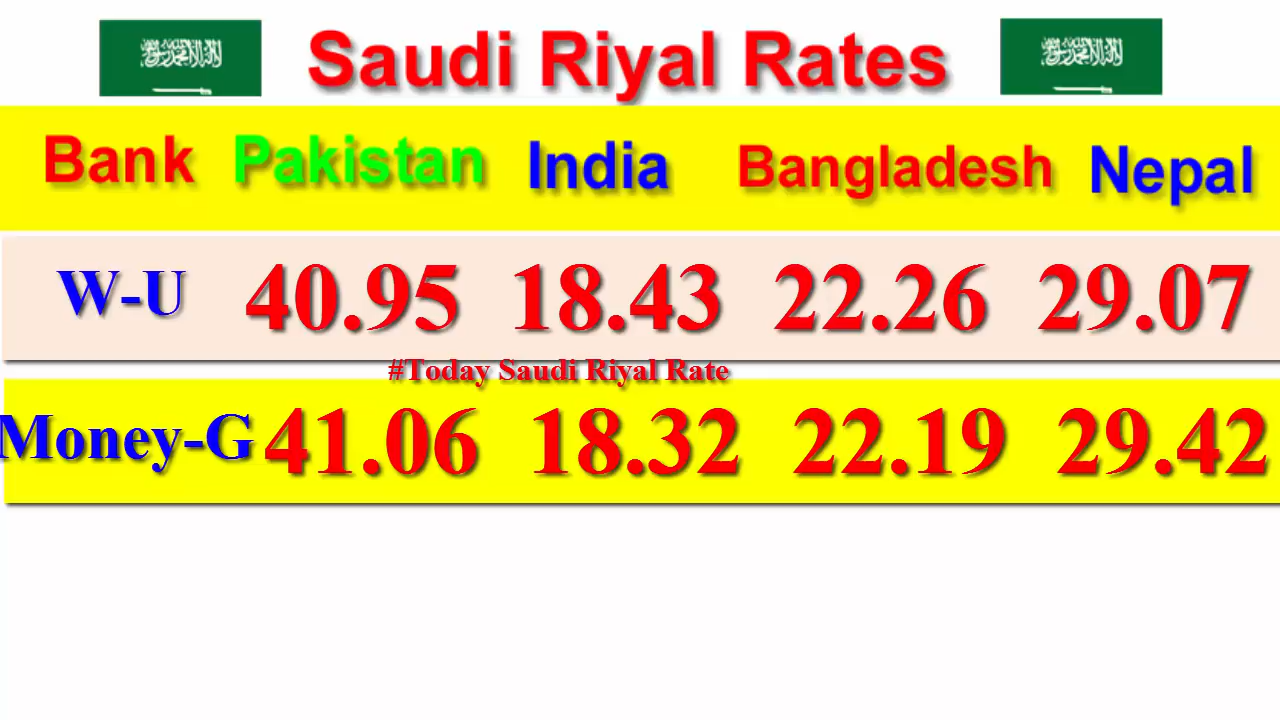 Saudi Riyal Rates
Bank Pakistan India Bangladesh Nepal
W-U 40.95 18.43 22.26 29.07
#Today Saudi Riyal Rate
Money-G 41.06 18.32 22.19 29.42